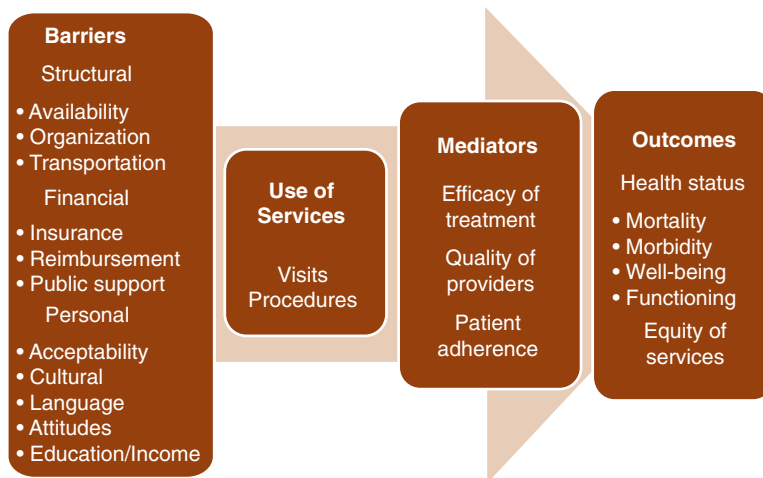 Barriers
Structural
• Availability
• Organization
• Transportation
Financial
• Insurance
• Reimbursement
• Public support
Personal
• Acceptability
• Cultural
• Language
• Attitudes
• Education/Income
Use of
Services
Visits
Procedures
Mediators
Efficacy of
treatment
Quality of
providers
Patient
adherence
Outcomes
Health status
• Mortality
• Morbidity
• Well-being
• Functioning
Equity of
services